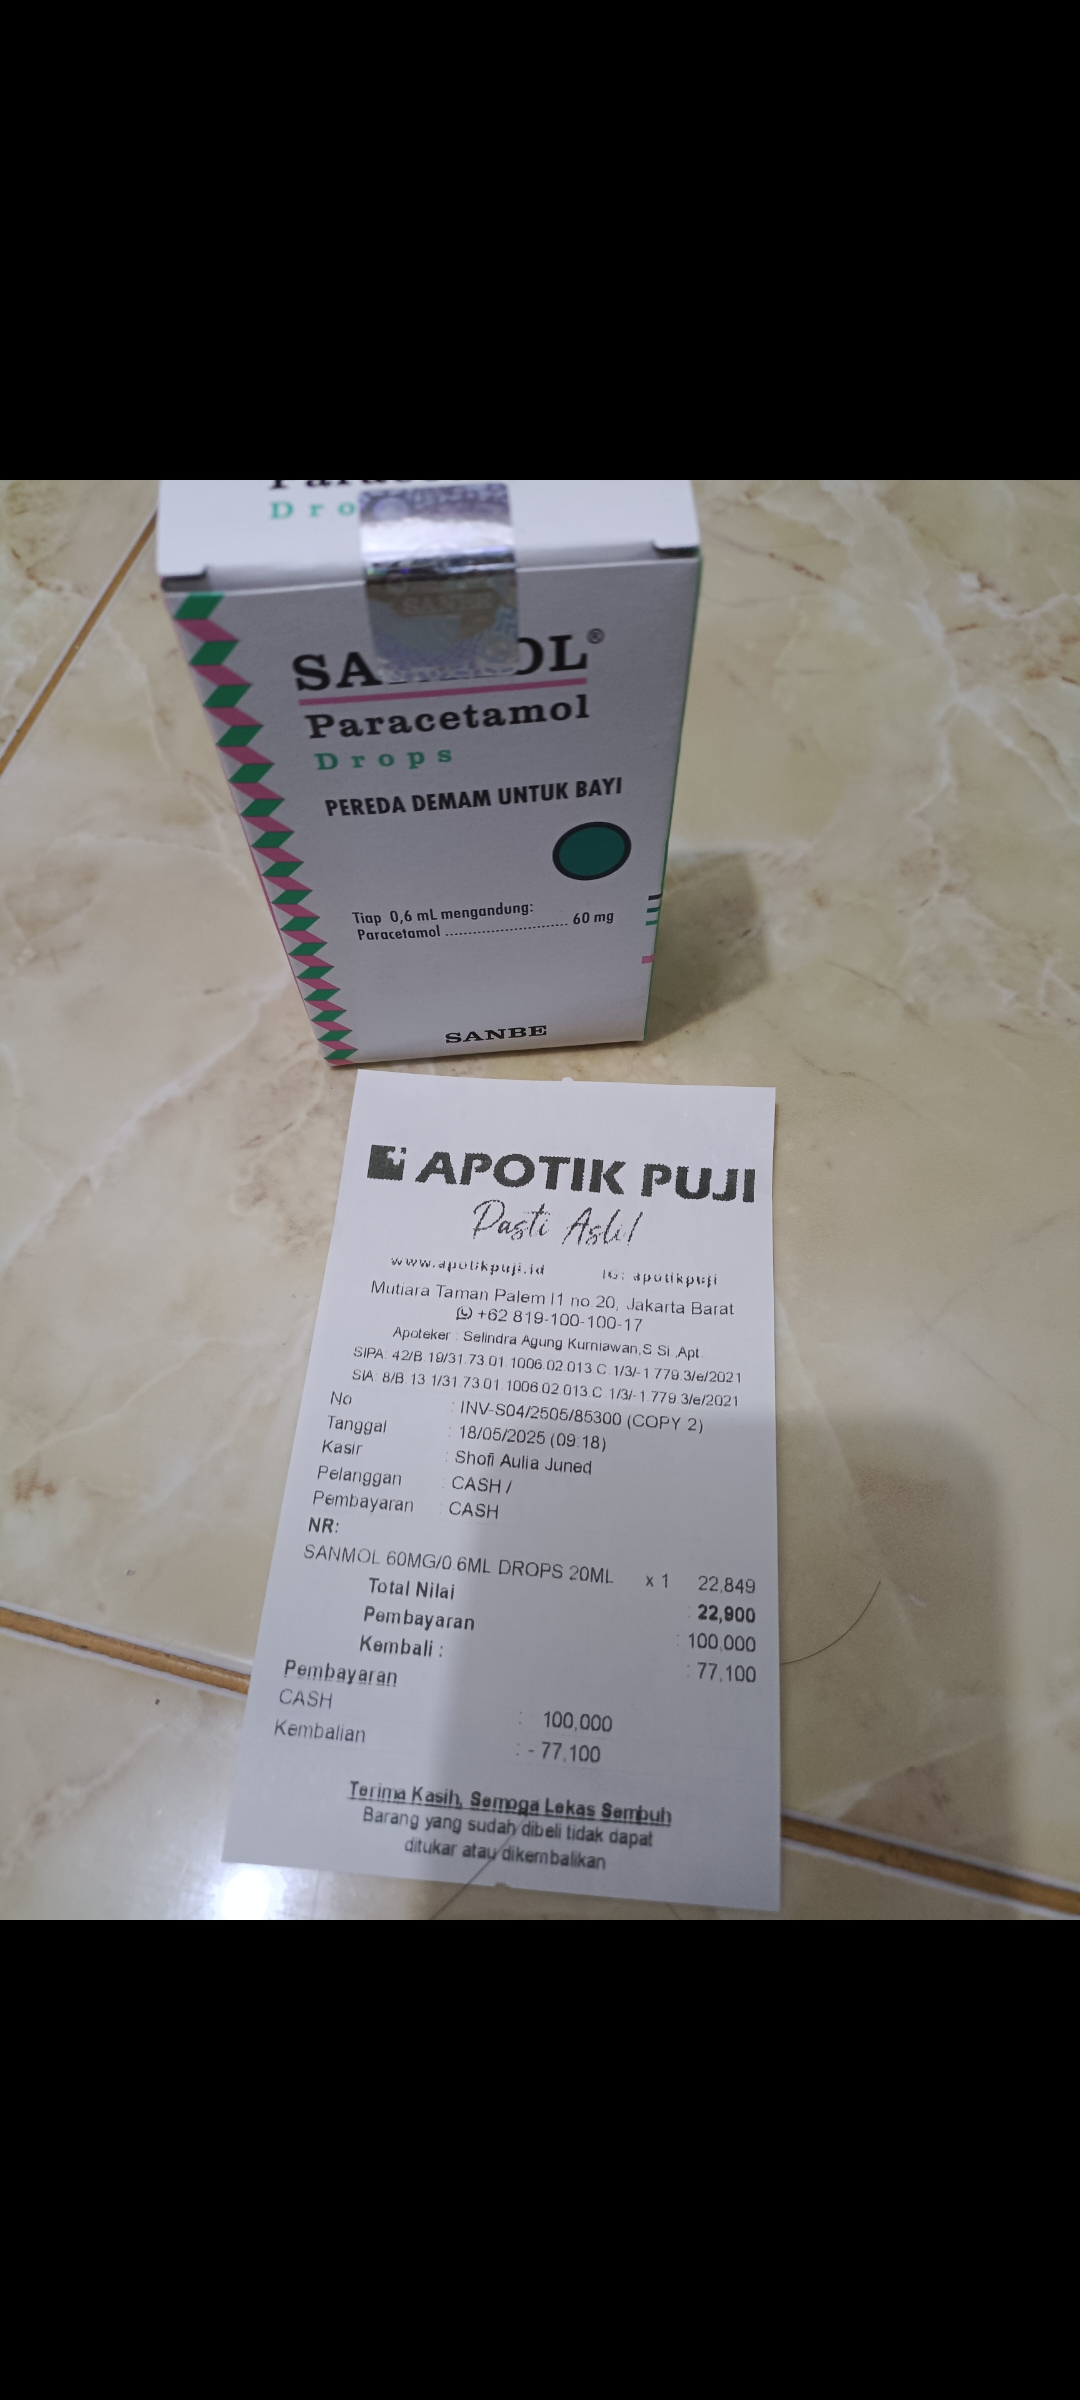 Dro
SANBE
SA OL®
Paracetamol
Drops
PEREDA DEMAM UNTUK BAYI
Tiap 0,6 mL mengandung:
Paracetamol ........................... 60 mg
SANBE
APOTIK PUJI
Pasti Asli!
www.apotikpuji.id IG: apotikpuji
Mutiara Taman Palem I1 no 20, Jakarta Barat
+62 819-100-100-17
Apoteker : Selindra Agung Kurniawan,S.Si.,Apt.
SIPA: 42/B.19/31.73.01.1006.02.013.C.1/3/-1.779.3/e/2021
SIA: 8/B.13.1/31.73.01.1006.02.013.C.1/3/-1.779.3/e/2021
No : INV-S04/2505/85300 (COPY 2)
Tanggal : 18/05/2025 (09:18)
Kasir : Shofi Aulia Juned
Pelanggan : CASH /
Pembayaran : CASH
NR:
SANMOL 60MG/0.6ML DROPS 20ML x 1 22,849
Total Nilai : 22,900
Pembayaran : 100,000
Kembali : : 77,100
Pembayaran
CASH : 100,000
Kembalian : - 77,100
Terima Kasih, Semoga Lekas Sembuh
Barang yang sudah dibeli tidak dapat
ditukar atau dikembalikan